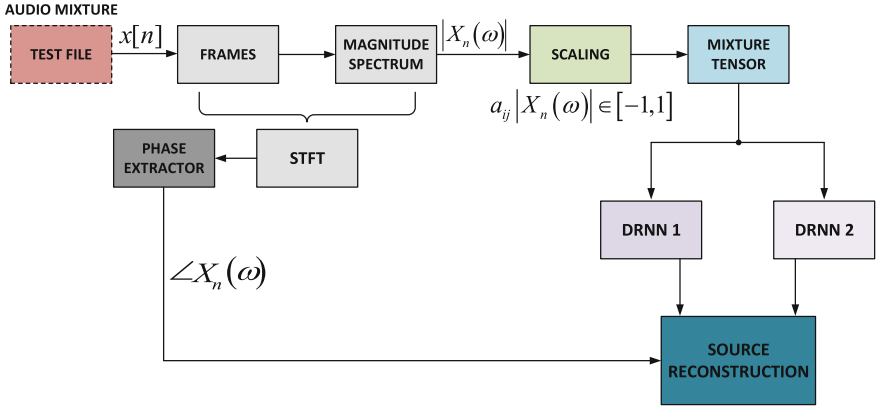 AUDIO MIXTURE
TEST FILE
x[n]
FRAMES
MAGNITUDE
SPECTRUM
|Xₙ(ω)|
SCALING
MIXTURE
TENSOR
aᵢⱼ|Xₙ(ω)|∈[−1,1]
PHASE
EXTRACTOR
STFT
DRNN 1
DRNN 2
∠Xₙ(ω)
SOURCE
RECONSTRUCTION